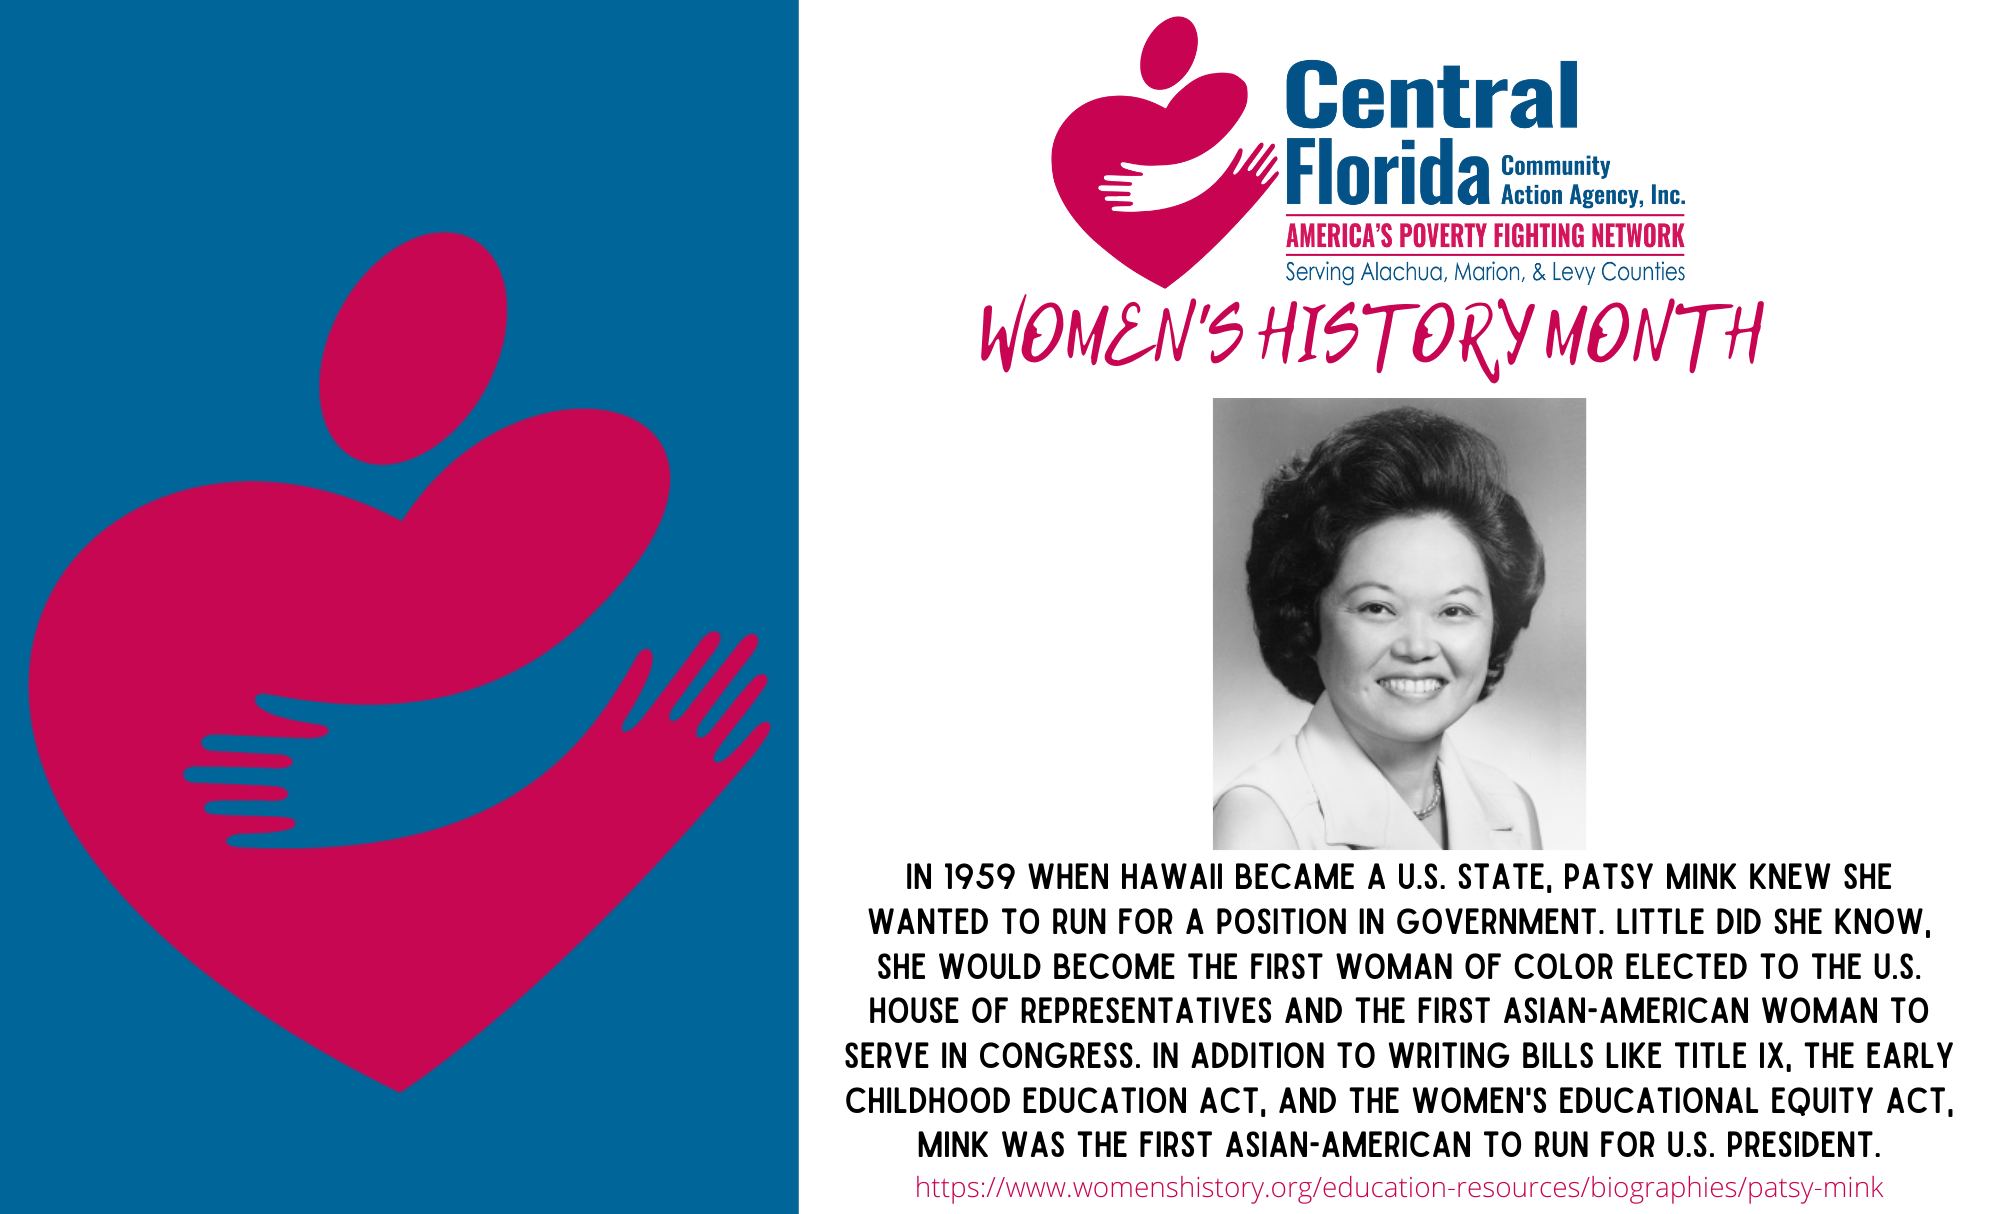 Central
Florida
Community
Action Agency, Inc.
AMERICA'S POVERTY FIGHTING NETWORK
Serving Alachua, Marion, & Levy Counties
WOMEN'S HISTORY MONTH
IN 1959 WHEN HAWAII BECAME A U.S. STATE, PATSY MINK KNEW SHE
WANTED TO RUN FOR A POSITION IN GOVERNMENT. LITTLE DID SHE KNOW,
SHE WOULD BECOME THE FIRST WOMAN OF COLOR ELECTED TO THE U.S.
HOUSE OF REPRESENTATIVES AND THE FIRST ASIAN-AMERICAN WOMAN TO
SERVE IN CONGRESS. IN ADDITION TO WRITING BILLS LIKE TITLE IX, THE EARLY
CHILDHOOD EDUCATION ACT, AND THE WOMEN'S EDUCATIONAL EQUITY ACT,
MINK WAS THE FIRST ASIAN-AMERICAN TO RUN FOR U.S. PRESIDENT.
https://www.womenshistory.org/education-resources/biographies/patsy-mink